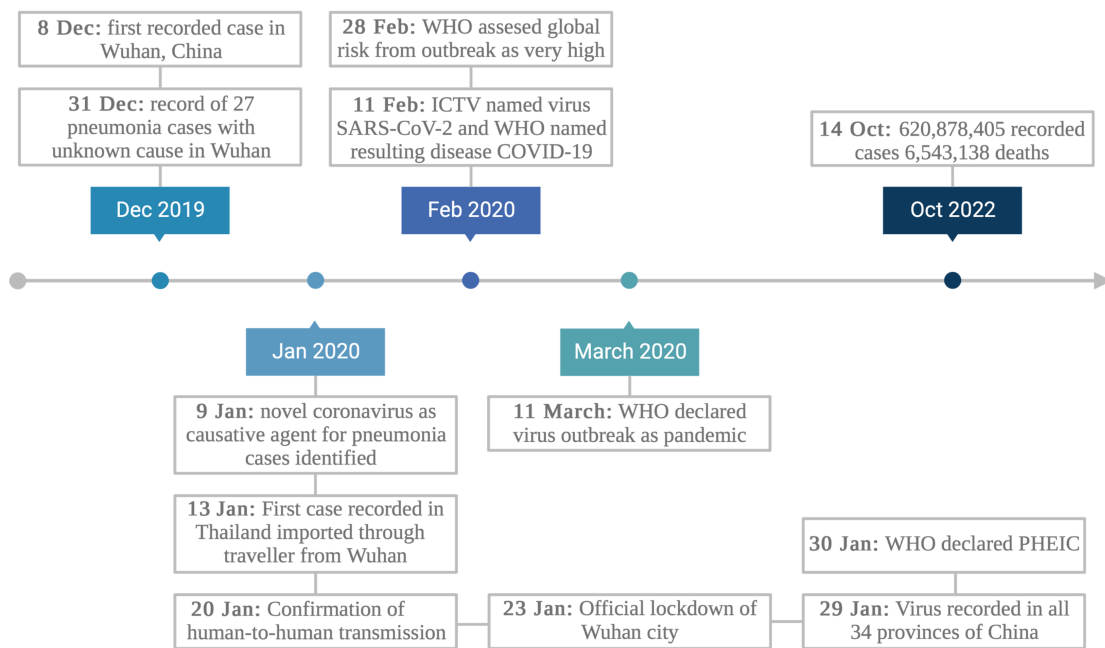 8 Dec: first recorded case in
Wuhan, China
31 Dec: record of 27
pneumonia cases with
unknown cause in Wuhan
Dec 2019
28 Feb: WHO assesed global
risk from outbreak as very high
11 Feb: ICTV named virus
SARS-CoV-2 and WHO named
resulting disease COVID-19
Feb 2020
14 Oct: 620,878,405 recorded
cases 6,543,138 deaths
Oct 2022
Jan 2020
9 Jan: novel coronavirus as
causative agent for pneumonia
cases identified
13 Jan: First case recorded in
Thailand imported through
traveller from Wuhan
20 Jan: Confirmation of
human-to-human transmission
23 Jan: Official lockdown of
Wuhan city
29 Jan: Virus recorded in all
34 provinces of China
30 Jan: WHO declared PHEIC
March 2020
11 March: WHO declared
virus outbreak as pandemic